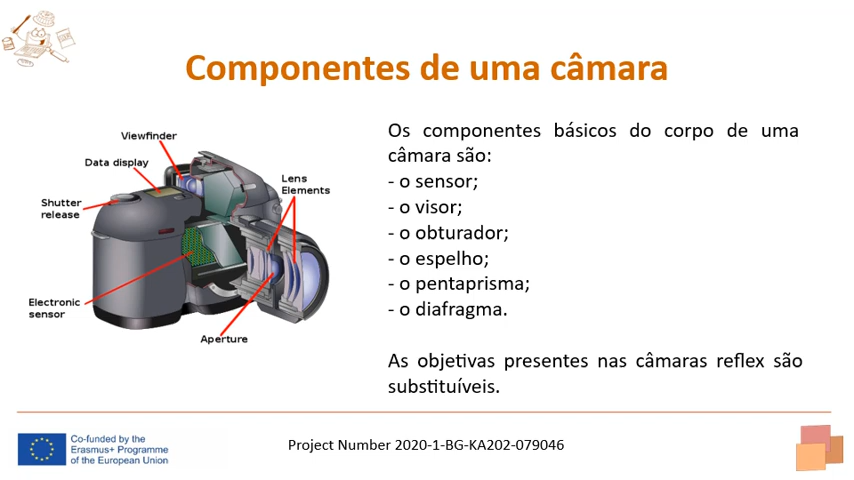 Componentes de uma câmara
Viewfinder
Data display
Shutter
release
Lens
Elements
Electronic
sensor
Aperture
Os componentes básicos do corpo de uma
câmara são:
- o sensor;
- o visor;
- o obturador;
- o espelho;
- o pentaprisma;
- o diafragma.
As objetivas presentes nas câmaras reflex são
substituíveis.
Co-funded by the
Erasmus+ Programme
of the European Union
Project Number 2020-1-BG-KA202-079046